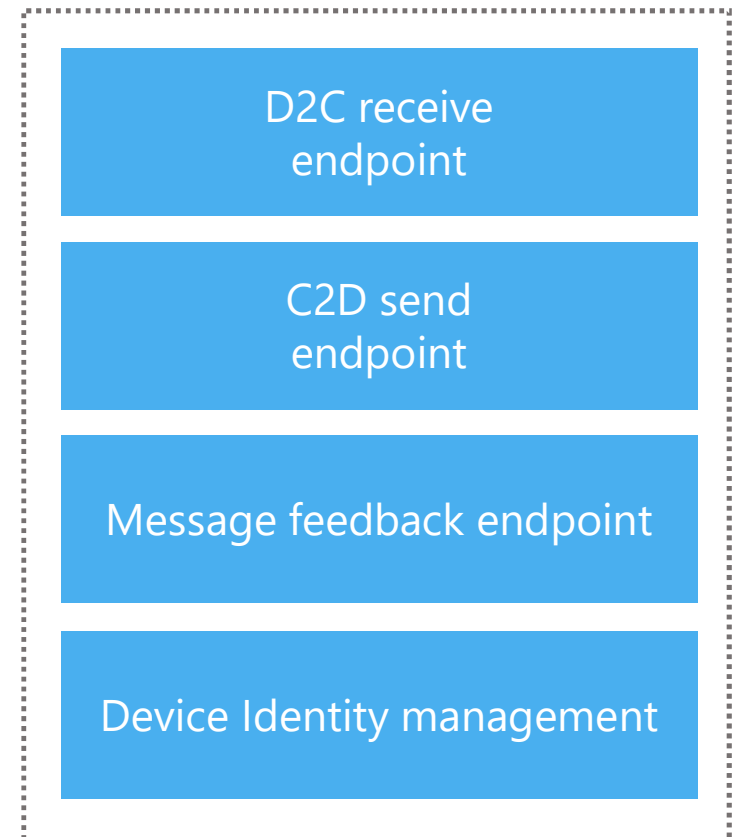 D2C receive
endpoint
C2D send
endpoint
Message feedback endpoint
Device Identity management